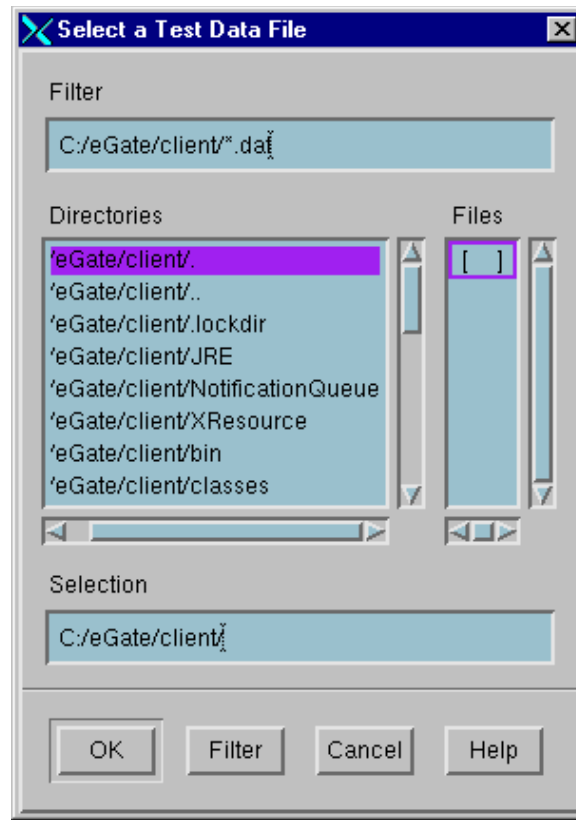 Select a Test Data File
Filter
C:/eGate/client/*.dat
Directories
Files
'eGate/client/.
[ ]
'eGate/client/..
'eGate/client/.lockdir
'eGate/client/JRE
'eGate/client/NotificationQueue
'eGate/client/XResource
'eGate/client/bin
'eGate/client/classes
Selection
C:/eGate/client/
OK Filter Cancel Help